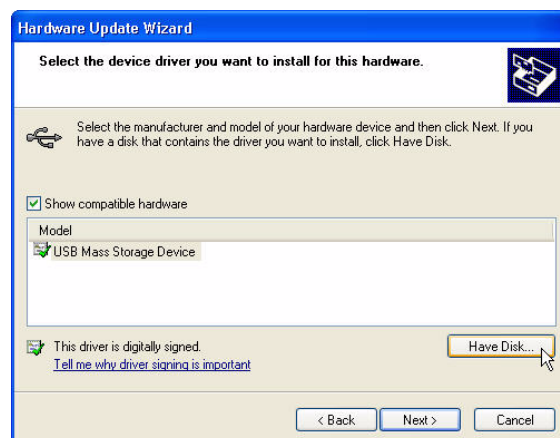 Hardware Update Wizard
Select the device driver you want to install for this hardware.
Select the manufacturer and model of your hardware device and then click Next. If you
have a disk that contains the driver you want to install, click Have Disk.
Show compatible hardware
Model
USB Mass Storage Device
This driver is digitally signed.
Tell me why driver signing is important
Have Disk...
< Back
Next >
Cancel